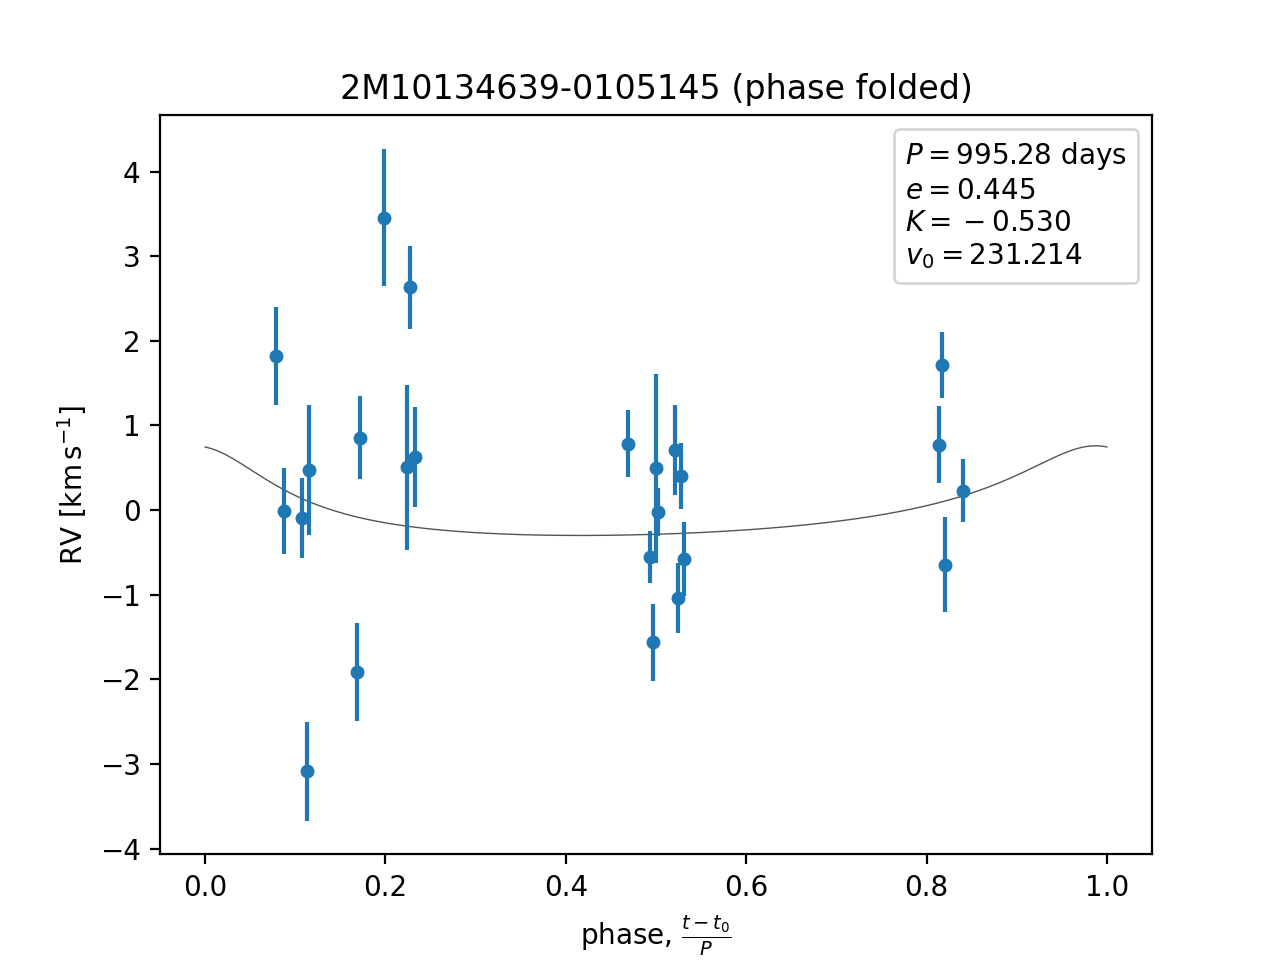 2M10134639-0105145 (phase folded)
P = 995.28 days
e = 0.445
K = −0.530
v₀ = 231.214
RV [km s⁻¹]
4
3
2
1
0
−1
−2
−3
−4
0.0 0.2 0.4 0.6 0.8 1.0
phase, (t − t₀)/P